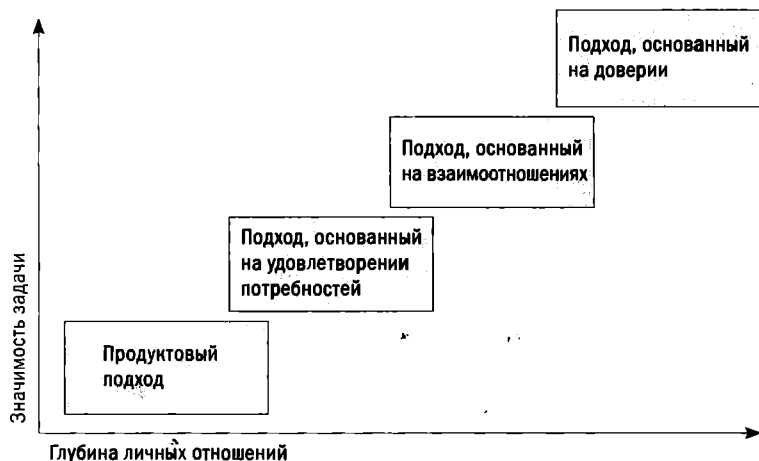 Подход, основанный
на доверии
Подход, основанный
на взаимоотношениях
Подход, основанный
на удовлетворении
потребностей
Продуктовый
подход
Значимость задачи
Глубина личных отношений